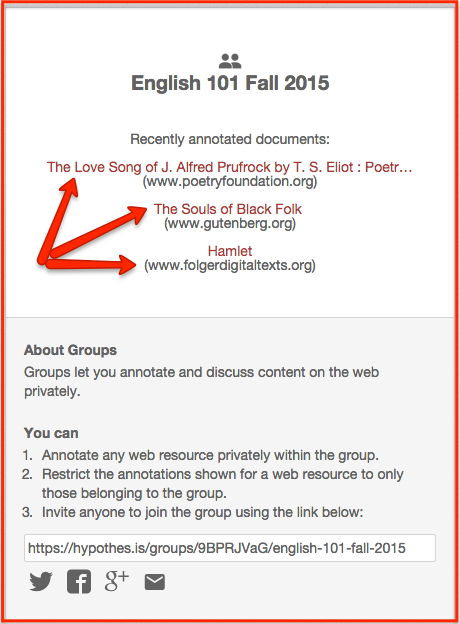 English 101 Fall 2015
Recently annotated documents:
The Love Song of J. Alfred Prufrock by T. S. Eliot : Poetr…
(www.poetryfoundation.org)
The Souls of Black Folk
(www.gutenberg.org)
Hamlet
(www.folgerdigitaltexts.org)
About Groups
Groups let you annotate and discuss content on the web
privately.
You can
1. Annotate any web resource privately within the group.
2. Restrict the annotations shown for a web resource to only
those belonging to the group.
3. Invite anyone to join the group using the link below:
https://hypothes.is/groups/9BPRJVaG/english-101-fall-2015
g+